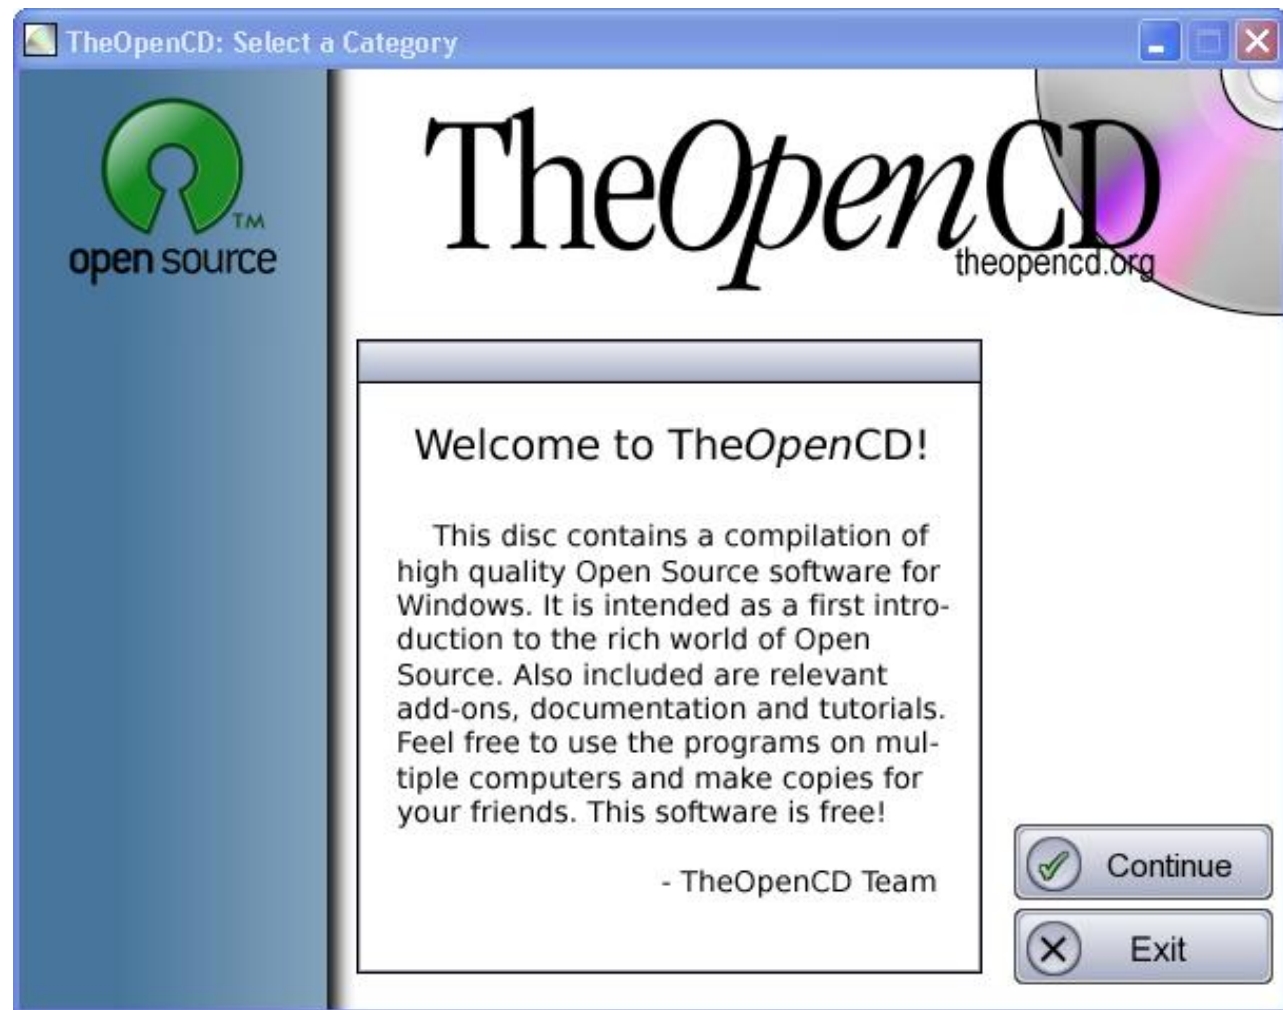 TheOpenCD: Select a Category
TM
open source
TheOpenCD
theopencd.org
Welcome to TheOpenCD!
This disc contains a compilation of
high quality Open Source software for
Windows. It is intended as a first intro-
duction to the rich world of Open
Source. Also included are relevant
add-ons, documentation and tutorials.
Feel free to use the programs on mul-
tiple computers and make copies for
your friends. This software is free!
- TheOpenCD Team
Continue
Exit